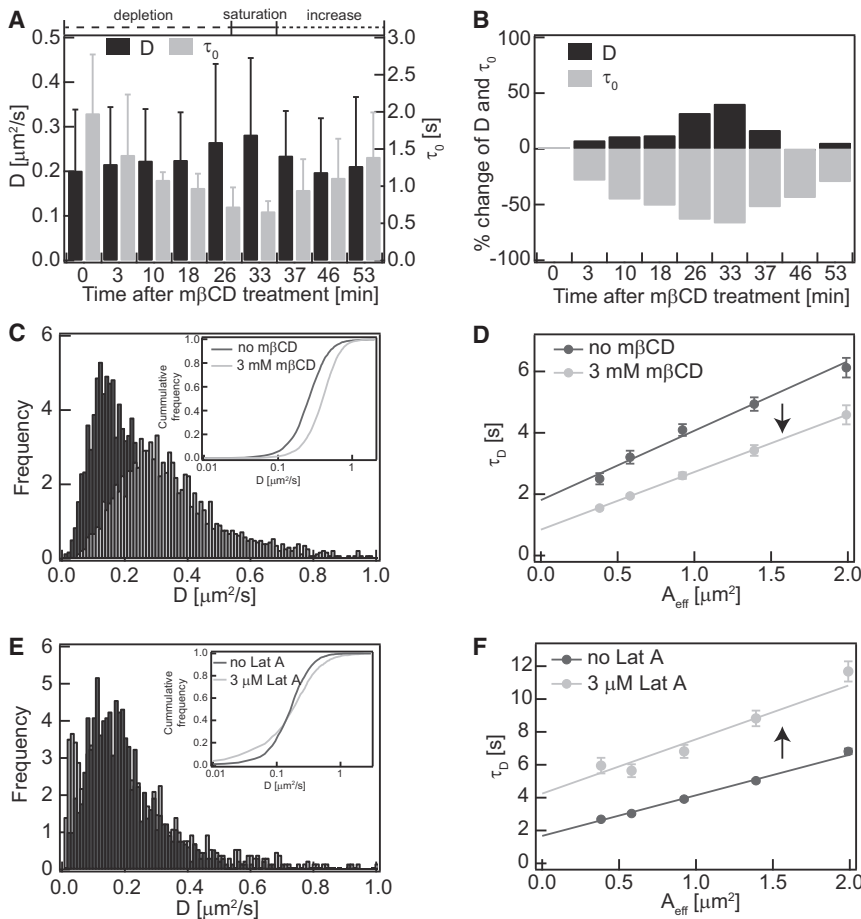 A
depletion saturation increase
D τ0
0.5
0.4
0.3
0.2
0.1
0.0
D [μm²/s]
3.0
2.5
2.0
1.5
1.0
0.5
0.0
τ0 [s]
0 3 10 18 26 33 37 46 53
Time after mβCD treatment [min]
B
D
τ0
100
50
0
-50
-100
% change of D and τ0
0 3 10 18 26 33 37 46 53
Time after mβCD treatment [min]
C
6
4
2
0
Frequency
0.0 0.2 0.4 0.6 0.8 1.0
D [μm²/s]
no mβCD
3 mM mβCD
1.0
0.8
0.6
0.4
0.2
0.0
Cummulative
frequency
0.01 0.1 1
D [μm²/s]
D
no mβCD
3 mM mβCD
6
4
2
0
τD [s]
0.0 0.5 1.0 1.5 2.0
Aeff [μm²]
E
6
5
4
3
2
1
0
Frequency
0.0 0.2 0.4 0.6 0.8 1.0
D [μm²/s]
no Lat A
3 μM Lat A
1.0
0.8
0.6
0.4
0.2
0.0
Cummulative
frequency
0.01 0.1 1
D [μm²/s]
F
no Lat A
3 μM Lat A
12
10
8
6
4
2
0
τD [s]
0.0 0.5 1.0 1.5 2.0
Aeff [μm²]